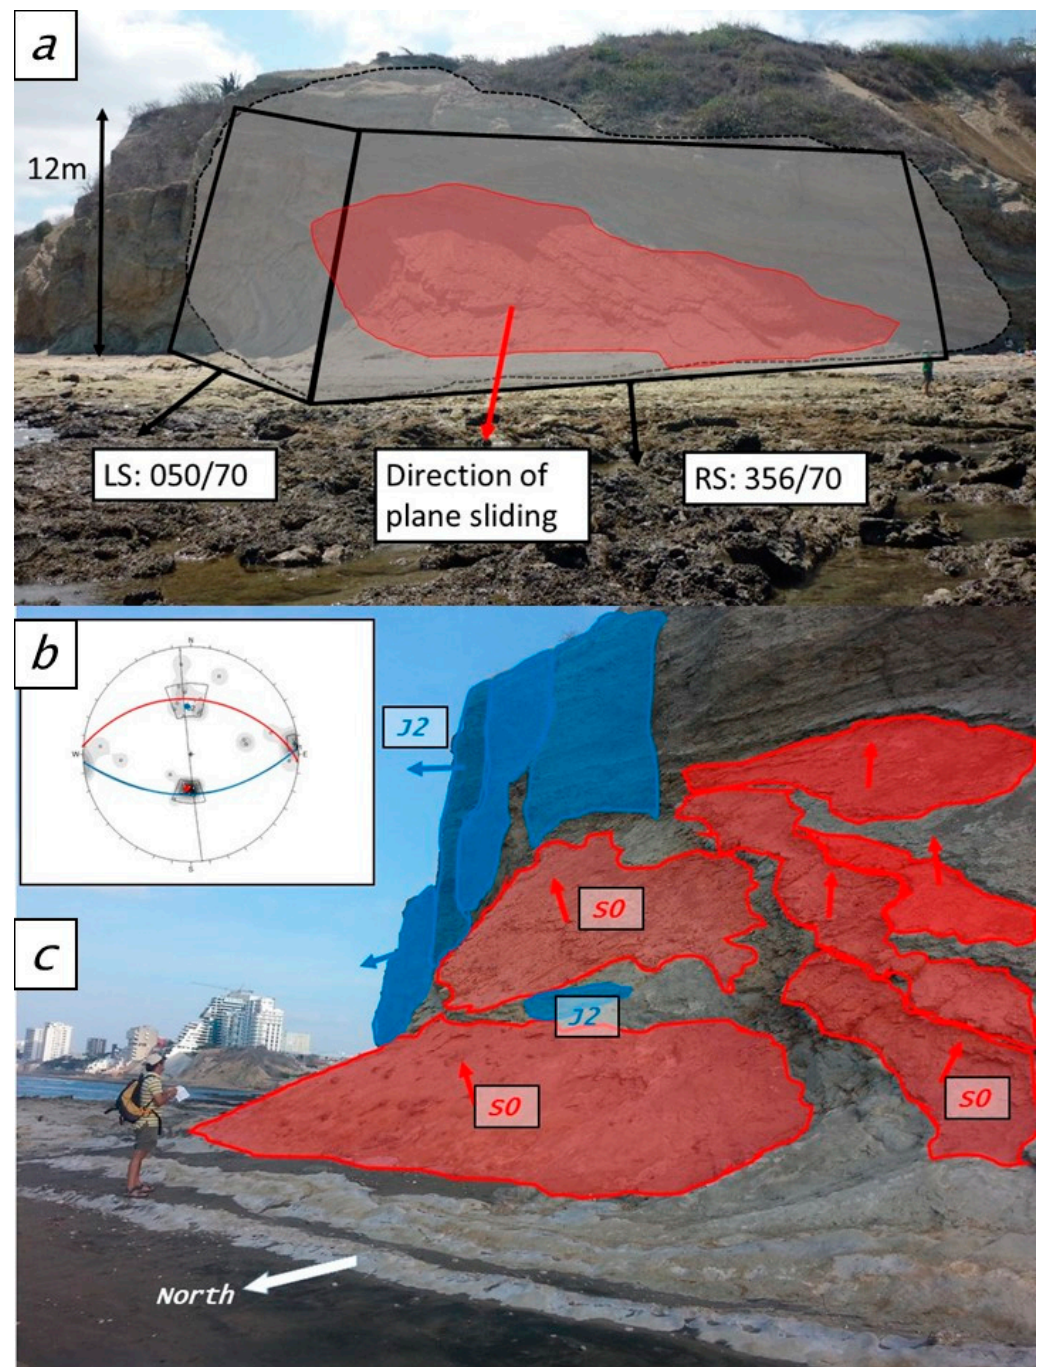 a
12m
LS: 050/70
Direction of
plane sliding
RS: 356/70
b
N
W
E
S
J2
S0
c
J2
S0
S0
North